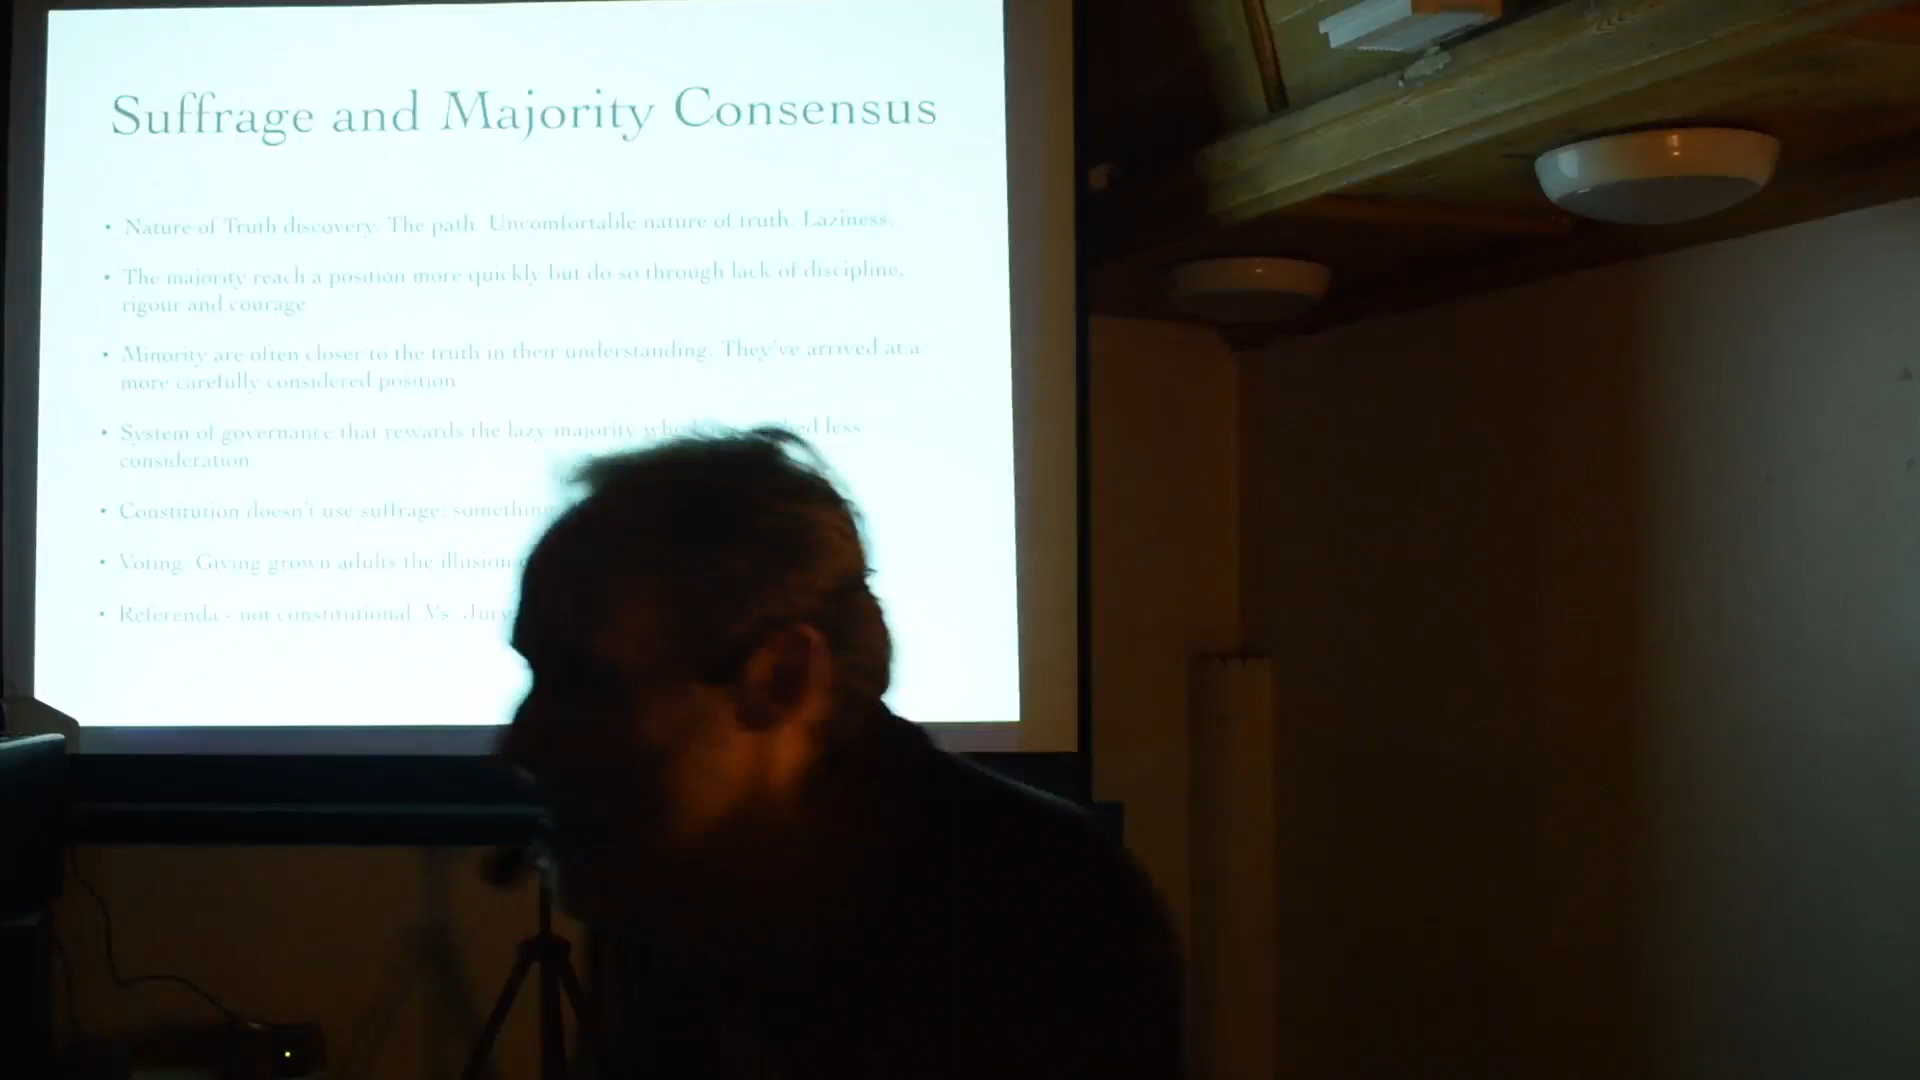 Suffrage and Majority Consensus
• Nature of Truth discovery. The path. Uncomfortable nature of truth. Laziness.
• The majority reach a position more quickly but do so through lack of discipline,
rigour and courage
• Minority are often closer to the truth in their understanding. They've arrived at a
more carefully considered position
• System of governance that rewards the lazy majority less
consideration
• Constitution doesn't use suffrage:
• Voting: Giving grown adults the illusion
• Referenda - not constitutional. Vs. Jury